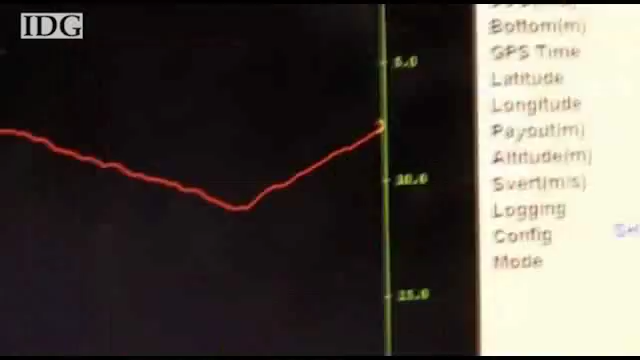 IDG
Bottom(m)
GPS Time
Latitude
Longitude
Payout(m)
Altitude(m)
Svert(m/s)
Logging
Config
Mode
5.0
10.0
15.0